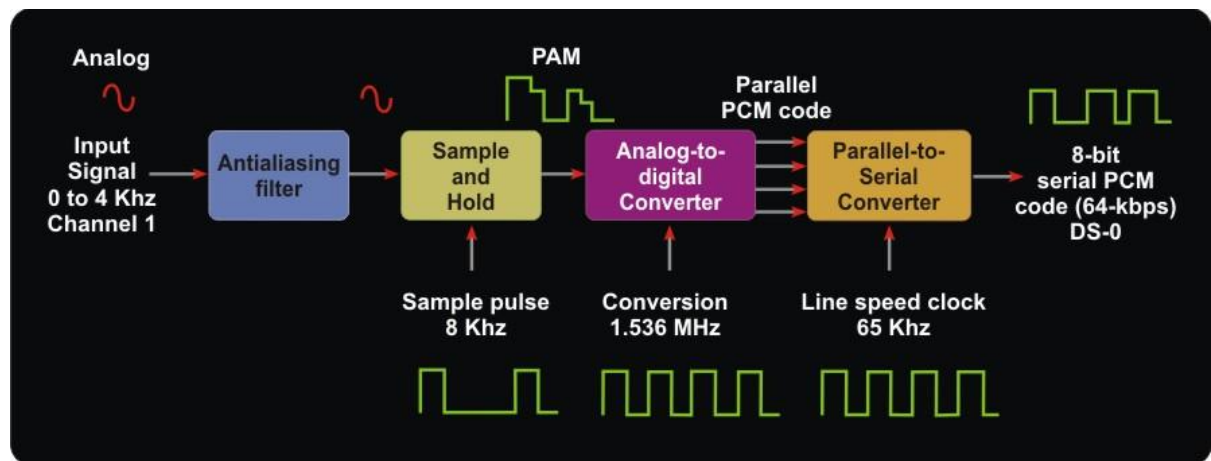 Analog
PAM
Parallel
PCM code
Input
Signal
0 to 4 Khz
Channel 1
Antialiasing
filter
Sample
and
Hold
Analog-to-
digital
Converter
Parallel-to-
Serial
Converter
8-bit
serial PCM
code (64-kbps)
DS-0
Sample pulse
8 Khz
Conversion
1.536 MHz
Line speed clock
65 Khz